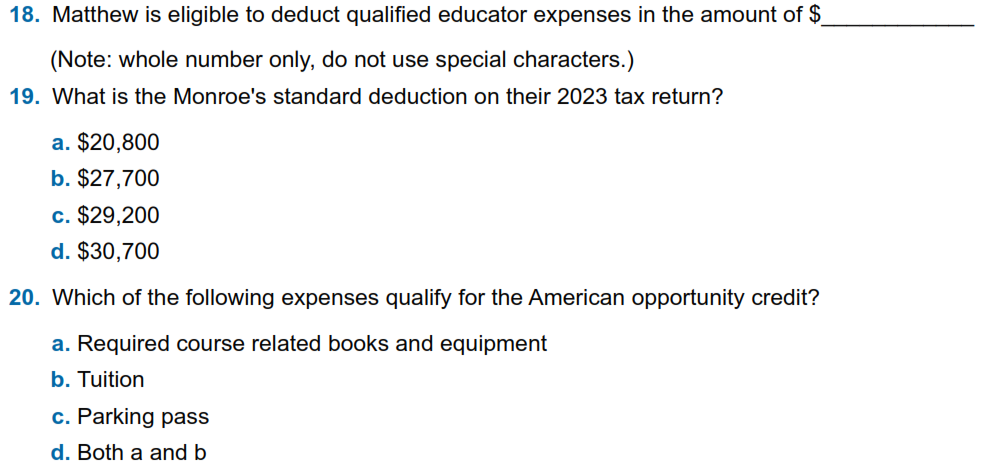 18. Matthew is eligible to deduct qualified educator expenses in the amount of $____________
(Note: whole number only, do not use special characters.)
19. What is the Monroe's standard deduction on their 2023 tax return?
a. $20,800
b. $27,700
c. $29,200
d. $30,700
20. Which of the following expenses qualify for the American opportunity credit?
a. Required course related books and equipment
b. Tuition
c. Parking pass
d. Both a and b